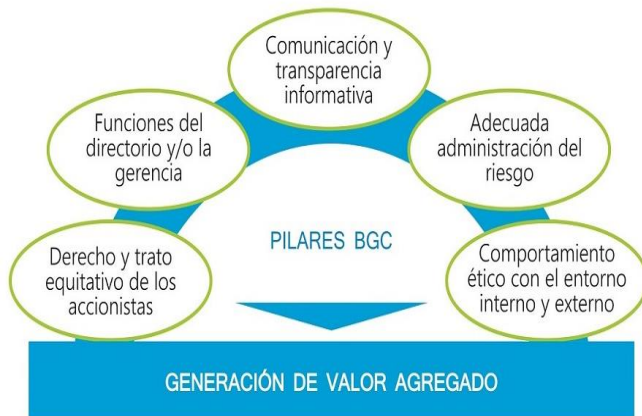 Comunicación y
transparencia
informativa
Funciones del
directorio y/o la
gerencia
Adecuada
administración del
riesgo
Derecho y trato
equitativo de los
accionistas
PILARES BGC
Comportamiento
ético con el entorno
interno y externo
GENERACIÓN DE VALOR AGREGADO